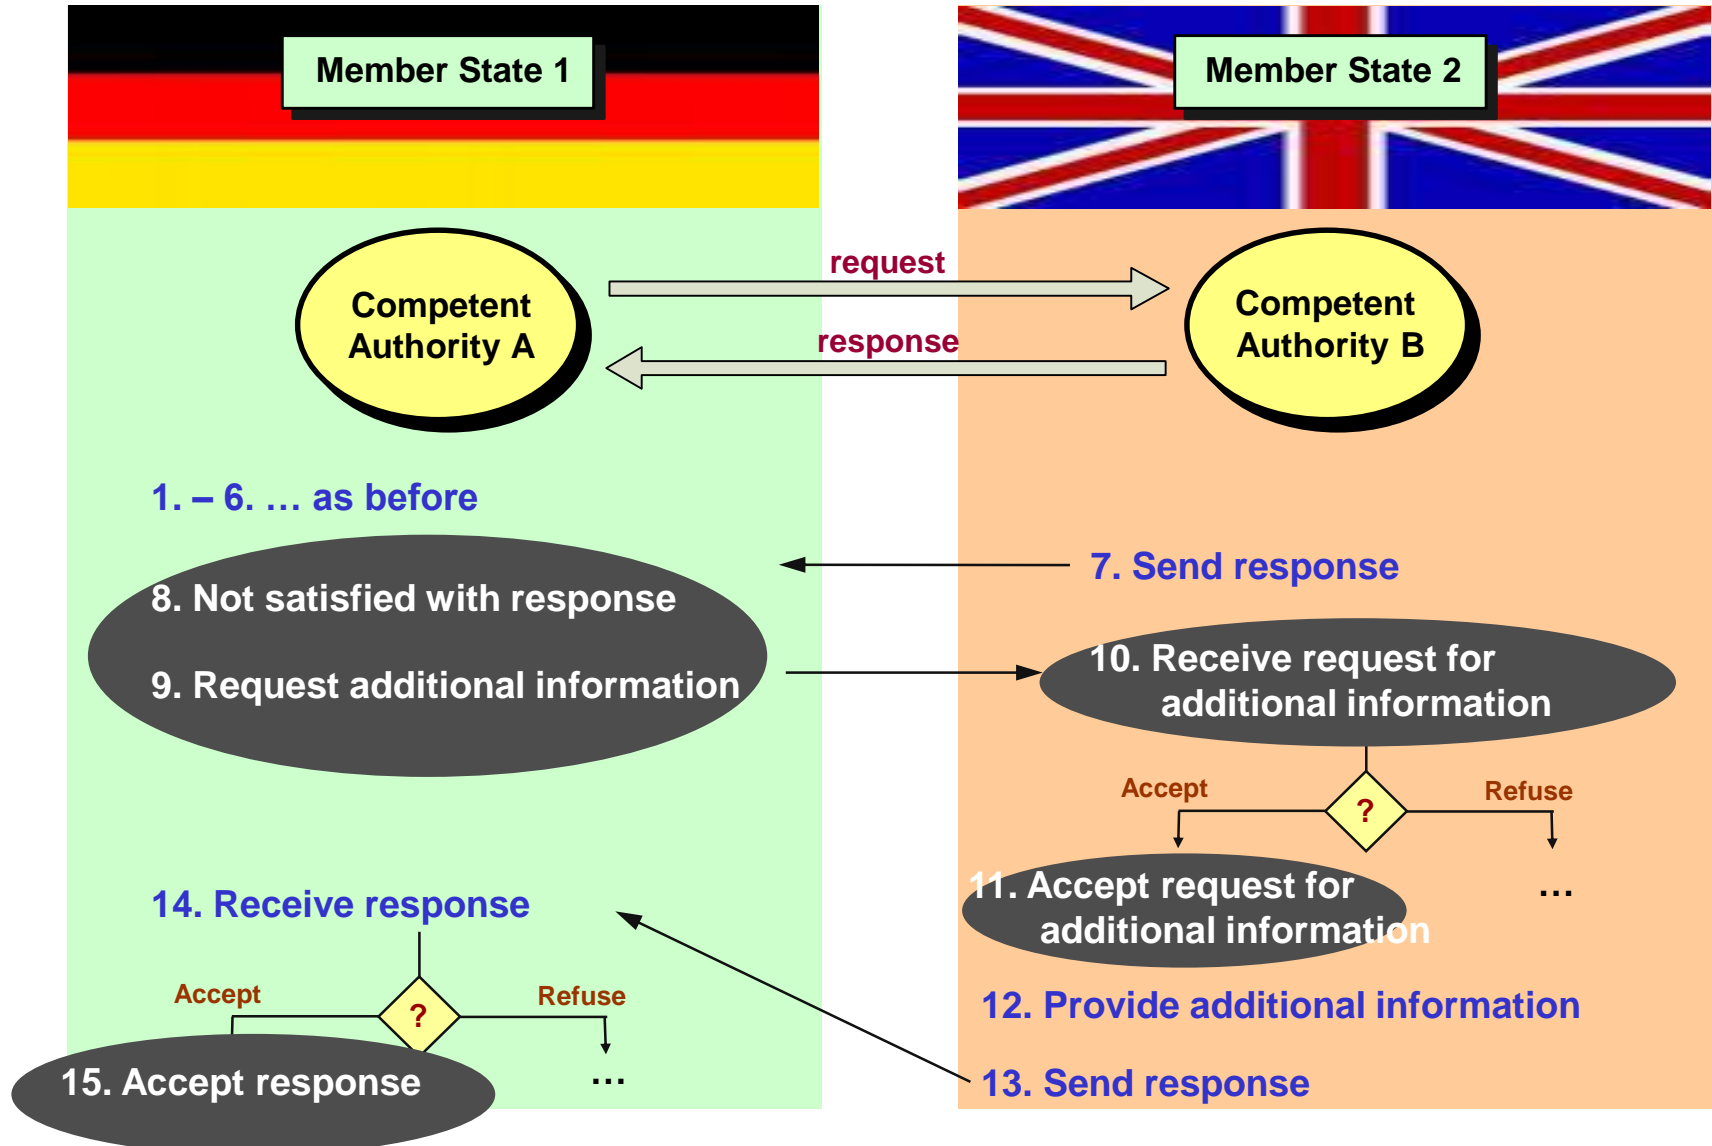 Member State 1
Member State 2
request
Competent
Authority A
Competent
Authority B
response
1. – 6. … as before
7. Send response
8. Not satisfied with response
9. Request additional information
10. Receive request for
additional information
Accept
?
Refuse
11. Accept request for
additional information
…
14. Receive response
12. Provide additional information
Accept
?
Refuse
13. Send response
15. Accept response
…